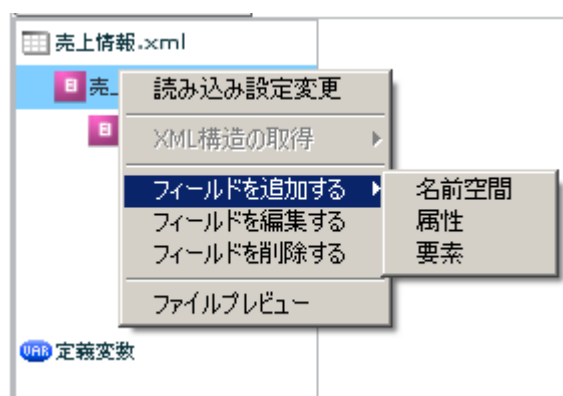 売上情報.xml
E 売
読み込み設定変更
E
XML構造の取得
フィールドを追加する
名前空間
フィールドを編集する
属性
フィールドを削除する
要素
ファイルプレビュー
VAR 定義変数